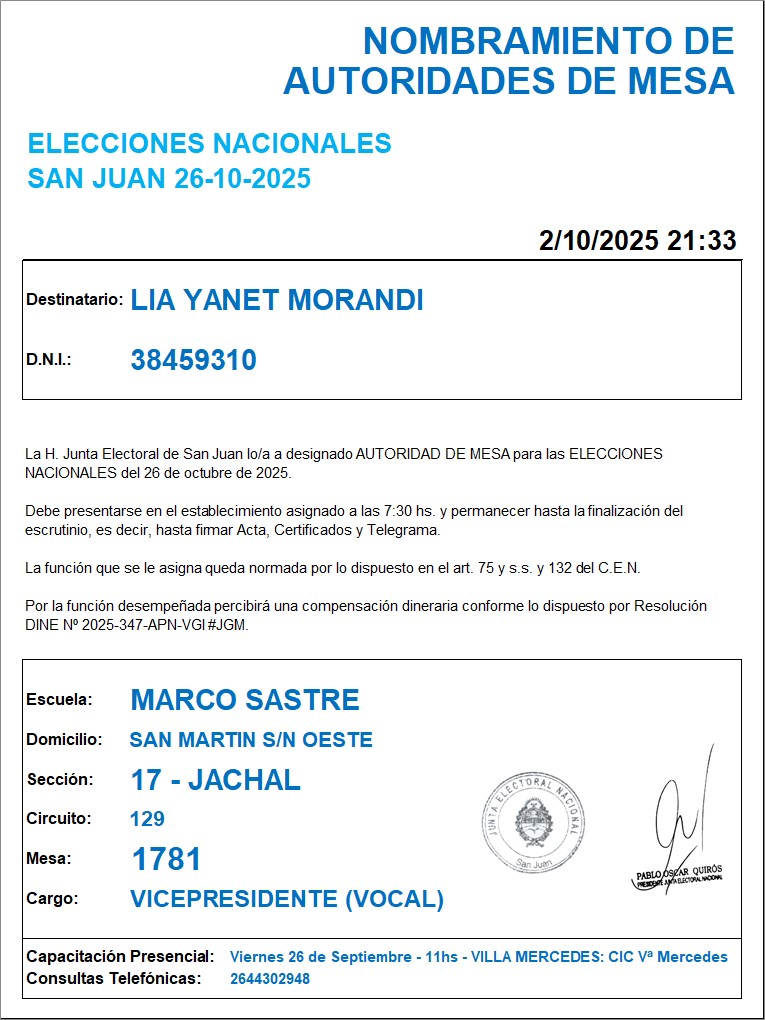 NOMBRAMIENTO DE
AUTORIDADES DE MESA
ELECCIONES NACIONALES
SAN JUAN 26-10-2025
2/10/2025 21:33
Destinatario: LIA YANET MORANDI
D.N.I.: 38459310
La H. Junta Electoral de San Juan lo/a a designado AUTORIDAD DE MESA para las ELECCIONES
NACIONALES del 26 de octubre de 2025.
Debe presentarse en el establecimiento asignado a las 7:30 hs. y permanecer hasta la finalización del
escrutinio, es decir, hasta firmar Acta, Certificados y Telegrama.
La función que se le asigna queda normada por lo dispuesto en el art. 75 y s.s. y 132 del C.E.N.
Por la función desempeñada percibirá una compensación dineraria conforme lo dispuesto por Resolución
DINE Nº 2025-347-APN-VGI#JGM.
Escuela: MARCO SASTRE
Domicilio: SAN MARTIN S/N OESTE
Sección: 17 - JACHAL
Circuito: 129
Mesa: 1781
Cargo: VICEPRESIDENTE (VOCAL)
JUNTA ELECTORAL NACIONAL
San Juan
PABLO OSCAR QUIRÓS
PRESIDENTE JUNTA ELECTORAL NACIONAL
Capacitación Presencial: Viernes 26 de Septiembre - 11hs - VILLA MERCEDES: CIC Vª Mercedes
Consultas Telefónicas: 2644302948